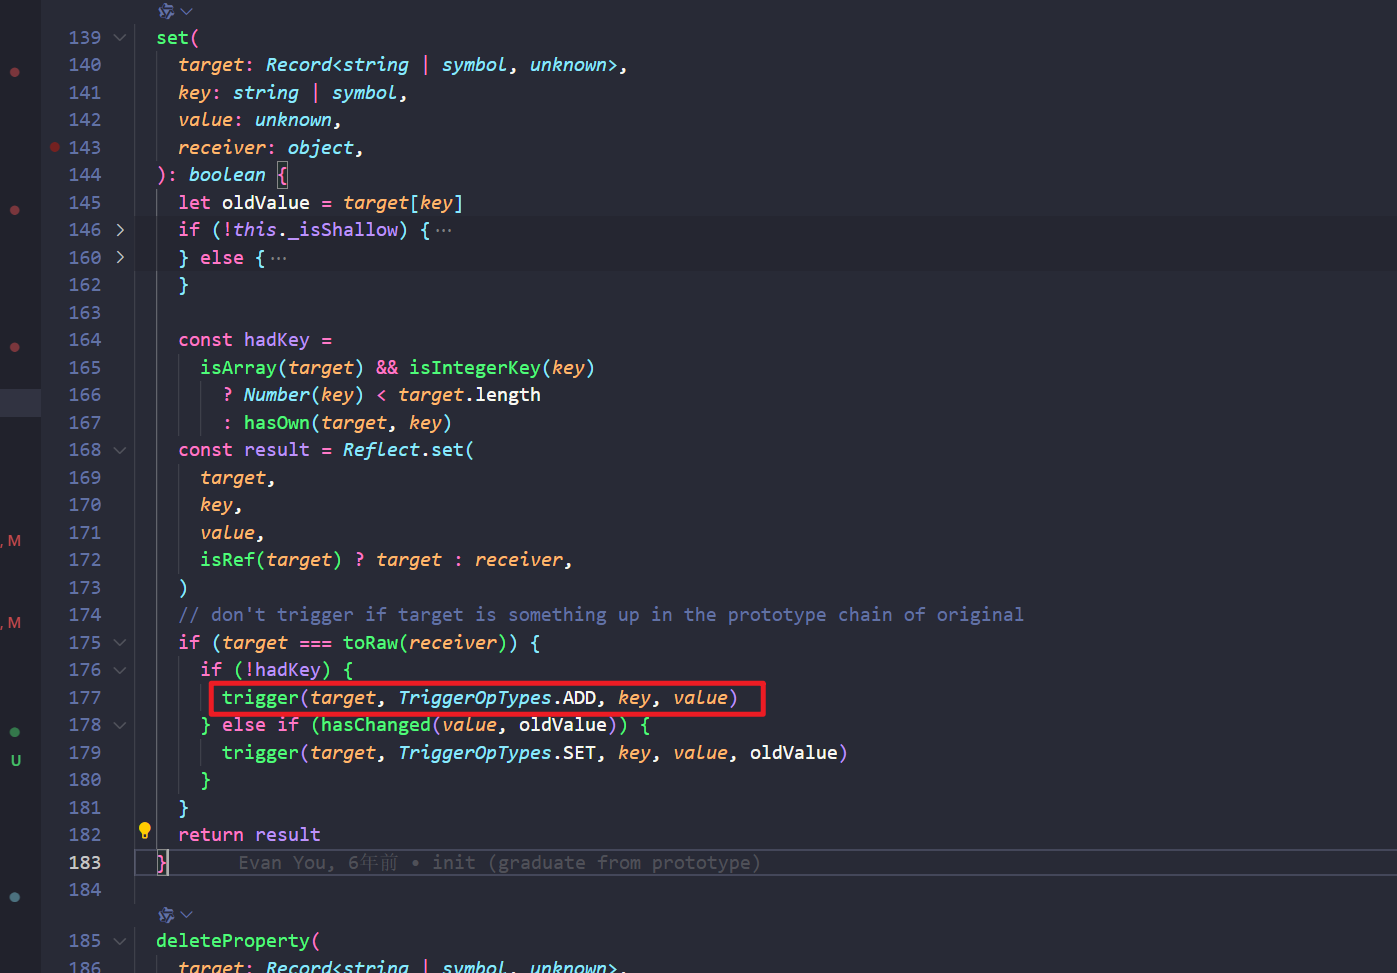 139 set(
140 target: Record<string | symbol, unknown>,
141 key: string | symbol,
142 value: unknown,
143 receiver: object,
144 ): boolean {
145 let oldValue = target[key]
146 if (!this._isShallow) {···
160 } else {···
162 }
163
164 const hadKey =
165 isArray(target) && isIntegerKey(key)
166 ? Number(key) < target.length
167 : hasOwn(target, key)
168 const result = Reflect.set(
169 target,
170 key,
171 value,
, M
172 isRef(target) ? target : receiver,
173 )
174 // don't trigger if target is something up in the prototype chain of original
, M
175 if (target === toRaw(receiver)) {
176 if (!hadKey) {
177 trigger(target, TriggerOpTypes.ADD, key, value)
178 } else if (hasChanged(value, oldValue)) {
179 trigger(target, TriggerOpTypes.SET, key, value, oldValue)
U
180 }
181 }
182 return result
183 } Evan You, 6年前 • init (graduate from prototype)
184
185 deleteProperty(
186 target: Record<string | symbol, unknown>,